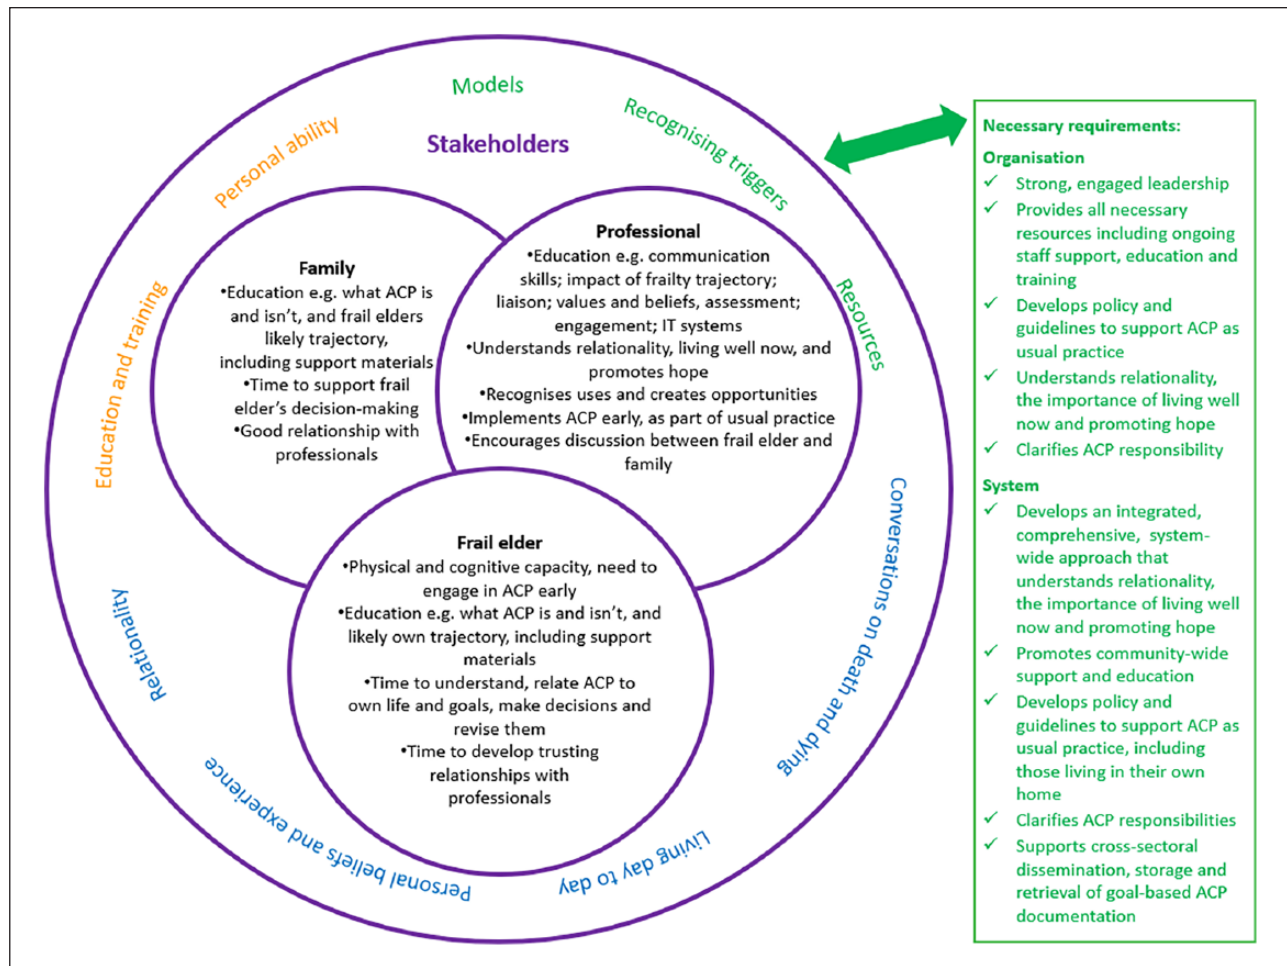 Models
Personal ability
Recognising triggers
Stakeholders
Education and training
Resources
Family
•Education e.g. what ACP is
and isn't, and frail elders
likely trajectory,
including support materials
•Time to support frail
elder's decision-making
•Good relationship with
professionals
Professional
•Education e.g. communication
skills; impact of frailty trajectory;
liaison; values and beliefs, assessment;
engagement; IT systems
•Understands relationality, living well now, and
promotes hope
•Recognises uses and creates opportunities
•Implements ACP early, as part of usual practice
•Encourages discussion between frail elder and
family
Frail elder
•Physical and cognitive capacity, need to
engage in ACP early
•Education e.g. what ACP is and isn't, and
likely own trajectory, including support
materials
•Time to understand, relate ACP to
own life and goals, make decisions and
revise them
•Time to develop trusting
relationships with
professionals
Relationality
Personal beliefs and experience
Living day to day
Conversations on death and dying
Necessary requirements:
Organisation
✓ Strong, engaged leadership
✓ Provides all necessary
resources including ongoing
staff support, education and
training
✓ Develops policy and
guidelines to support ACP as
usual practice
✓ Understands relationality,
the importance of living well
now and promoting hope
✓ Clarifies ACP responsibility
System
✓ Develops an integrated,
comprehensive, system-
wide approach that
understands relationality,
the importance of living well
now and promoting hope
✓ Promotes community-wide
support and education
✓ Develops policy and
guidelines to support ACP as
usual practice, including
those living in their own
home
✓ Clarifies ACP responsibilities
✓ Supports cross-sectoral
dissemination, storage and
retrieval of goal-based ACP
documentation